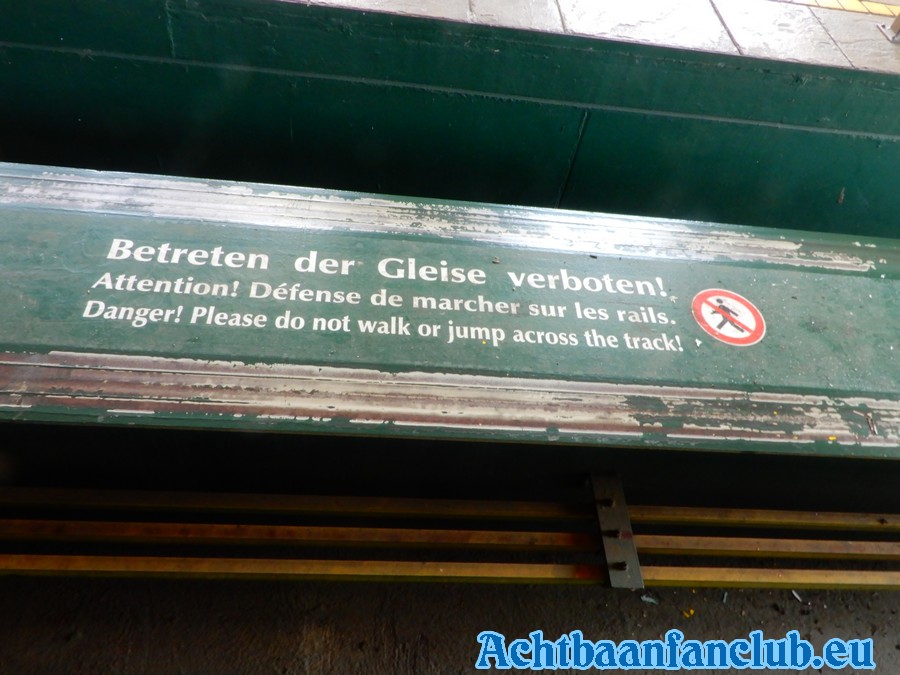 Betreten der Gleise verboten!
Attention! Défense de marcher sur les rails.
Danger! Please do not walk or jump across the track!
Achtbaanfanclub.eu